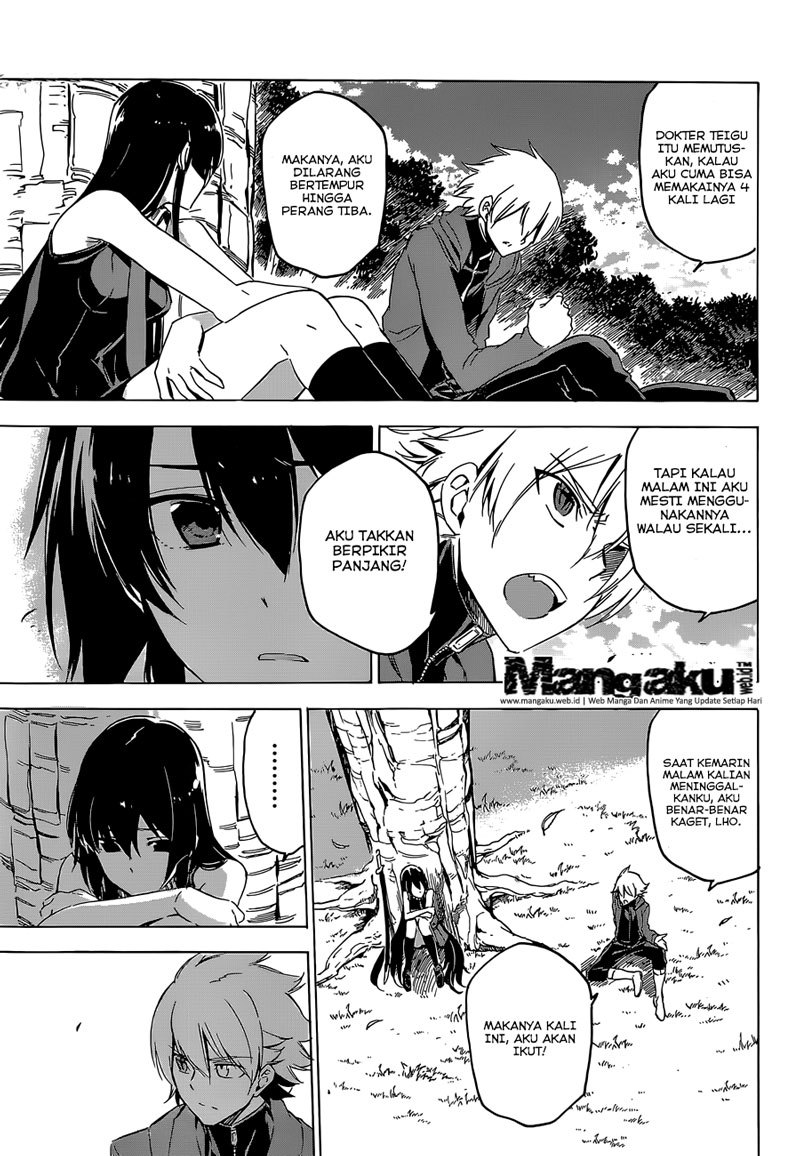 DOKTER TEIGU
ITU MEMUTUS-
KAN, KALAU
AKU CUMA BISA
MEMAKAINYA 4
KALI LAGI
MAKANYA, AKU
DILARANG
BERTEMPUR
HINGGA
PERANG TIBA.
TAPI KALAU
MALAM INI AKU
MESTI MENGGU-
NAKANNYA
WALAU SEKALI...
AKU TAKKAN
BERPIKIR
PANJANG!
Mangaku
web.id
www.mangaku.web.id | Web Manga Dan Anime Yang Update Setiap Hari
SAAT KEMARIN
MALAM KALIAN
MENINGGAL-
KANKU, AKU
BENAR-BENAR
KAGET, LHO.
MAKANYA KALI
INI, AKU AKAN
IKUT!
.........